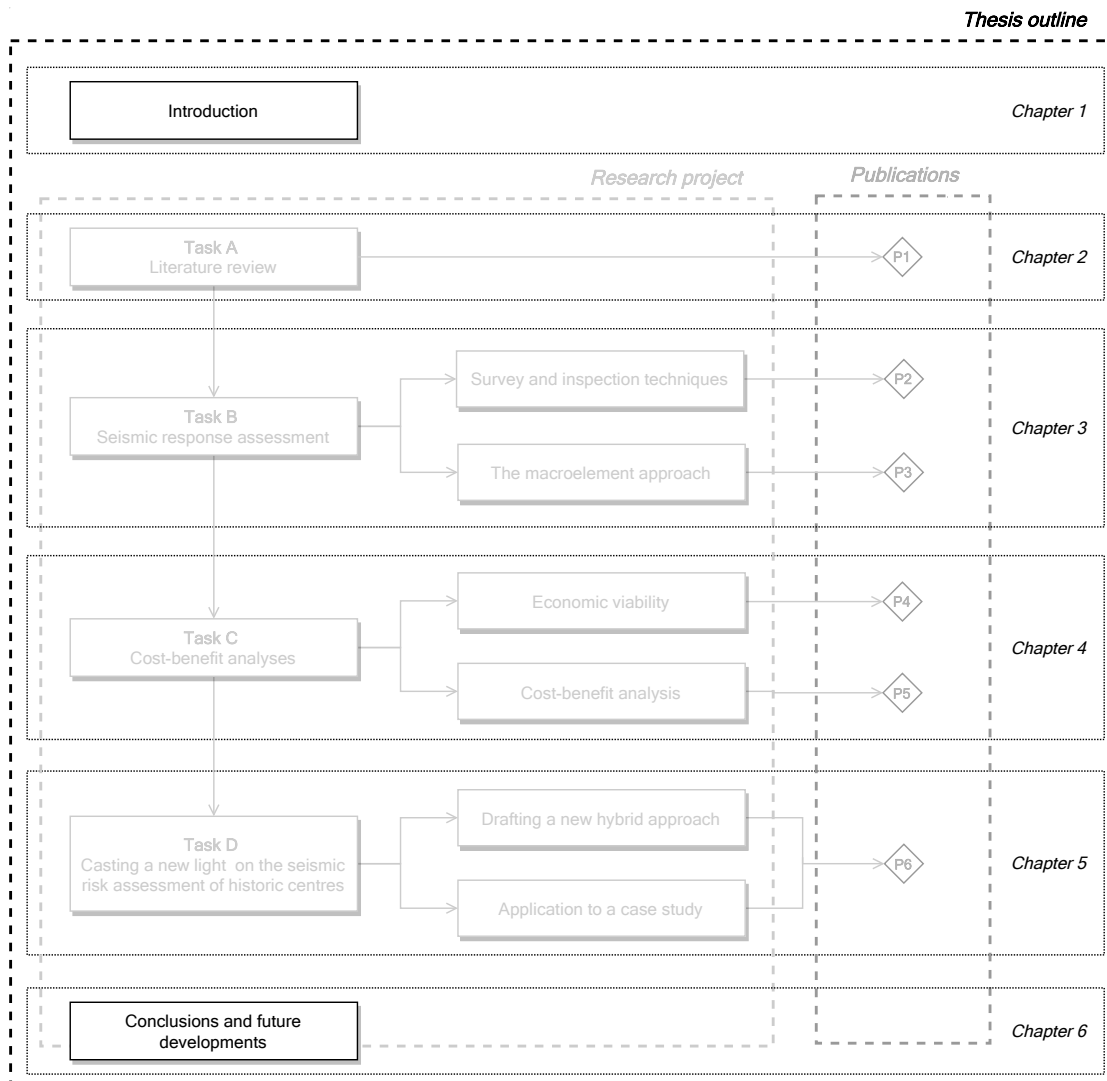 Thesis outline
Introduction
Chapter 1
Research project
Publications
Task A
Literature review
P1
Chapter 2
Survey and inspection techniques
P2
Task B
Seismic response assessment
Chapter 3
The macroelement approach
P3
Economic viability
P4
Task C
Cost-benefit analyses
Chapter 4
Cost-benefit analysis
P5
Drafting a new hybrid approach
Task D
Casting a new light on the seismic
risk assessment of historic centres
P6
Chapter 5
Application to a case study
Conclusions and future
developments
Chapter 6